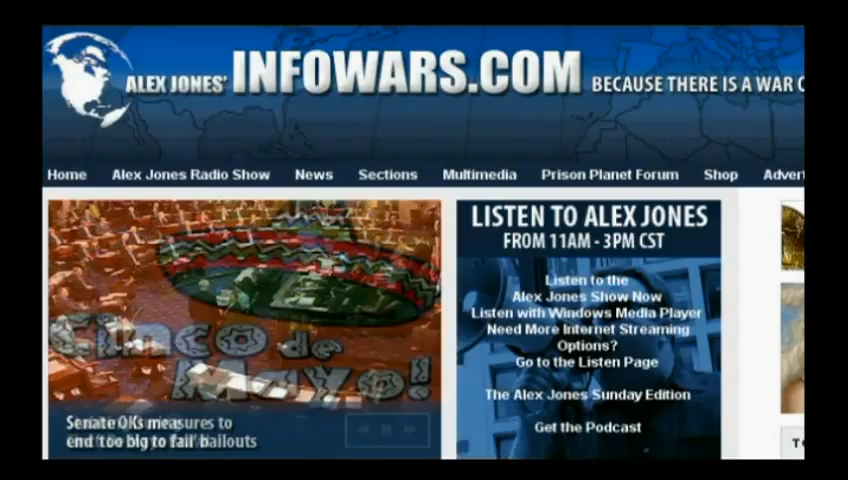 ALEX JONES' INFOWARS.COM BECAUSE THERE IS A WAR
Home Alex Jones Radio Show News Sections Multimedia Prison Planet Forum Shop
LISTEN TO ALEX JONES
FROM 11AM - 3PM CST
Listen to the
Alex Jones Show Now
Listen with Windows Media Player
Need More Internet Streaming
Options?
Go to the Listen Page
The Alex Jones Sunday Edition
Get the Podcast
Cinco de
Mayo!
Senate OKs measures to
end too big to fail bailouts